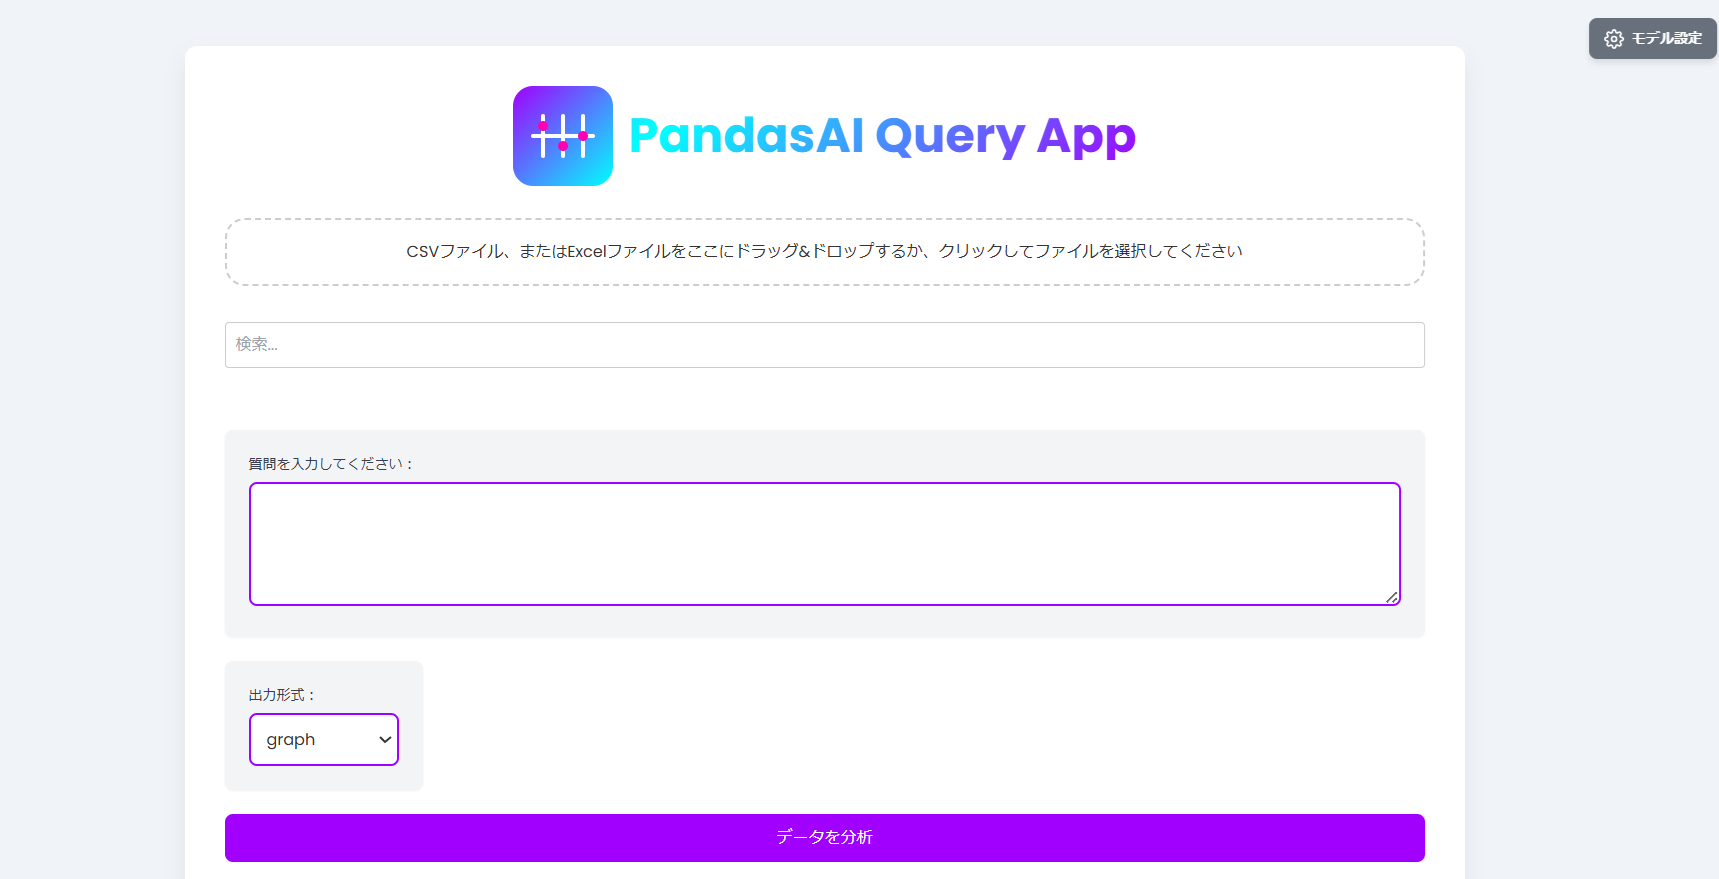 モデル設定
PandasAI Query App
CSVファイル、またはExcelファイルをここにドラッグ&ドロップするか、クリックしてファイルを選択してください
検索...
質問を入力してください：
出力形式：
graph
データを分析